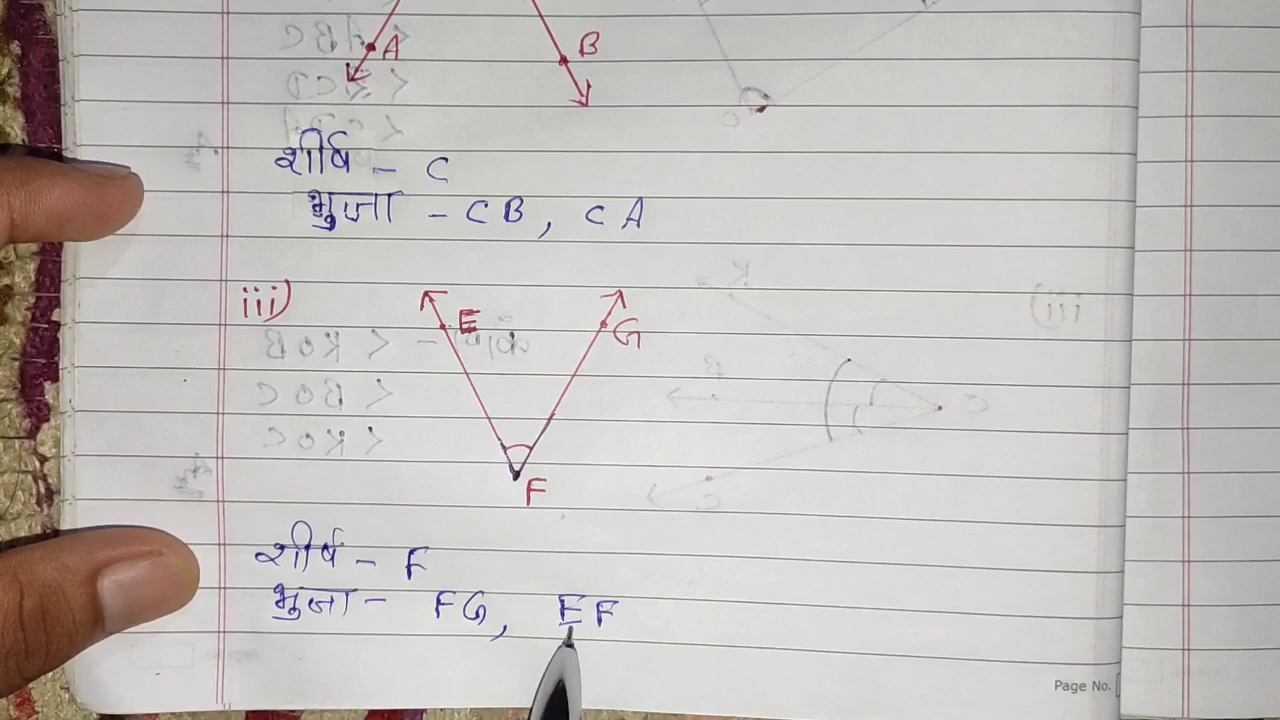 A
B
शीर्ष - C
भुजा - CB, CA
iii)
E
G
F
शीर्ष - F
भुजा - FG, EF
Page No.